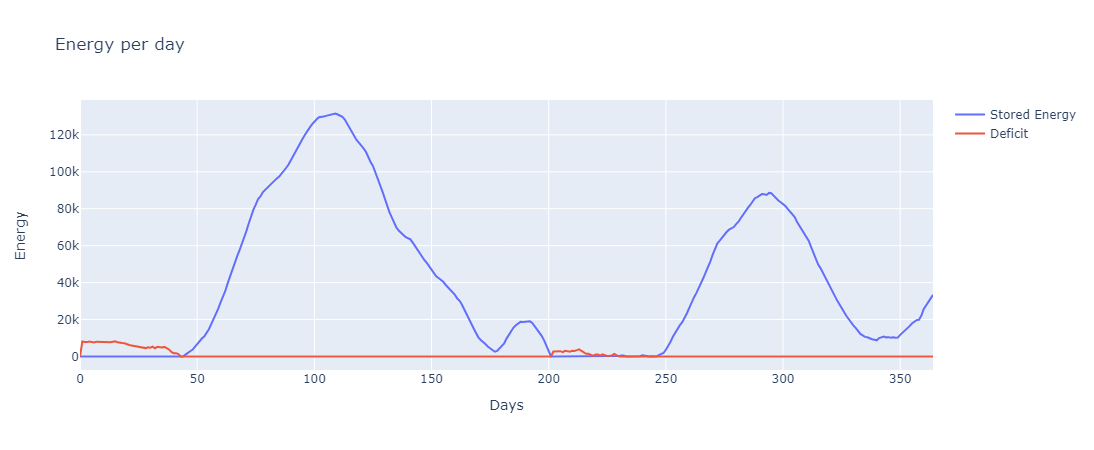 Energy per day
Stored Energy
Deficit
120k
100k
80k
60k
40k
20k
0
Energy
0 50 100 150 200 250 300 350
Days